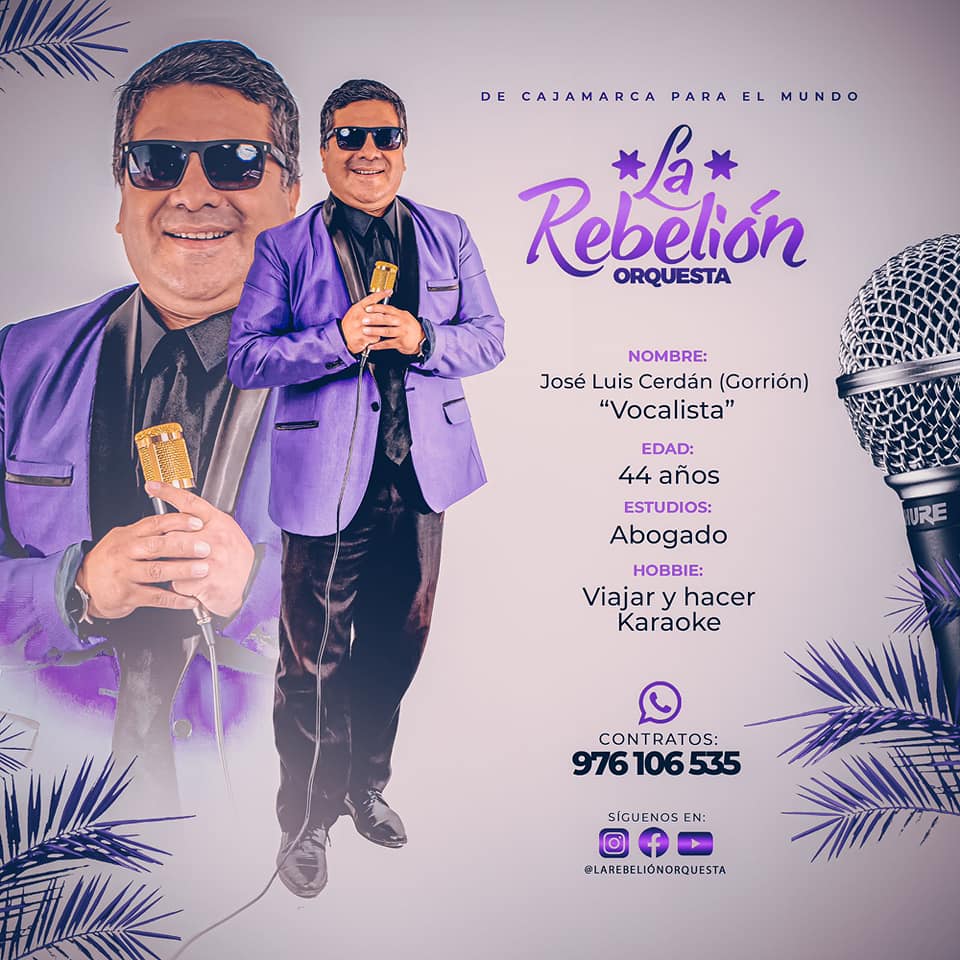 DE CAJAMARCA PARA EL MUNDO
La
Rebelión
ORQUESTA
NOMBRE:
José Luis Cerdán (Gorrión)
“Vocalista”
EDAD:
44 años
ESTUDIOS:
Abogado
HOBBIE:
Viajar y hacer
Karaoke
CONTRATOS:
976 106 535
SÍGUENOS EN:
@LAREBELIÓNORQUESTA